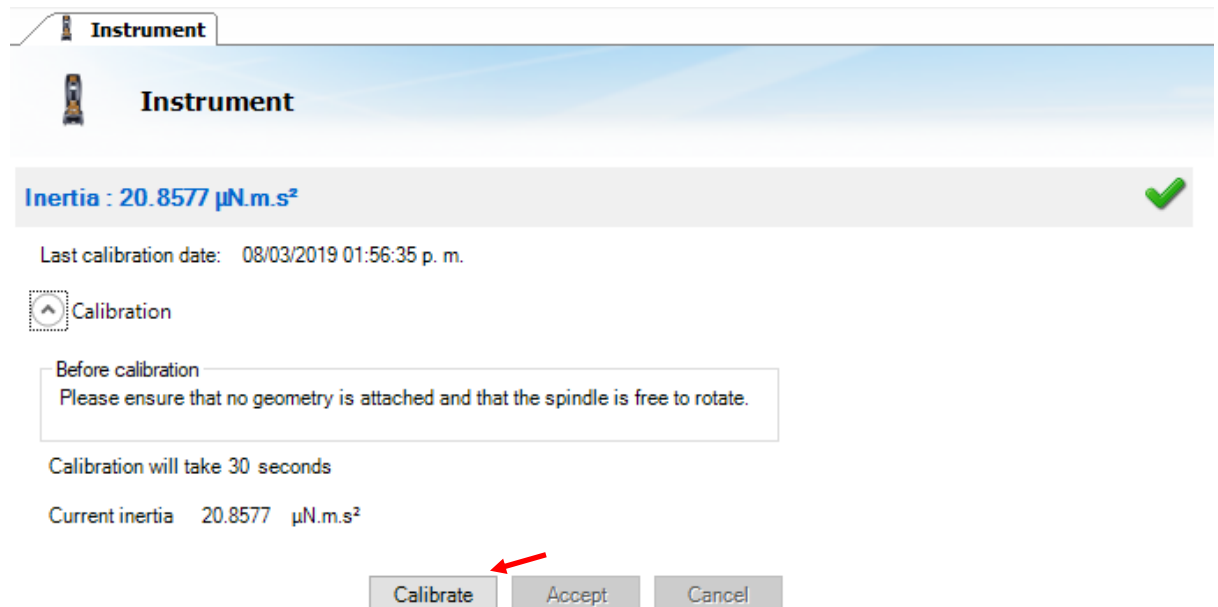 Instrument
Instrument
Inertia : 20.8577 µN.m.s²
Last calibration date: 08/03/2019 01:56:35 p. m.
Calibration
Before calibration
Please ensure that no geometry is attached and that the spindle is free to rotate.
Calibration will take 30 seconds
Current inertia 20.8577 µN.m.s²
Calibrate Accept Cancel